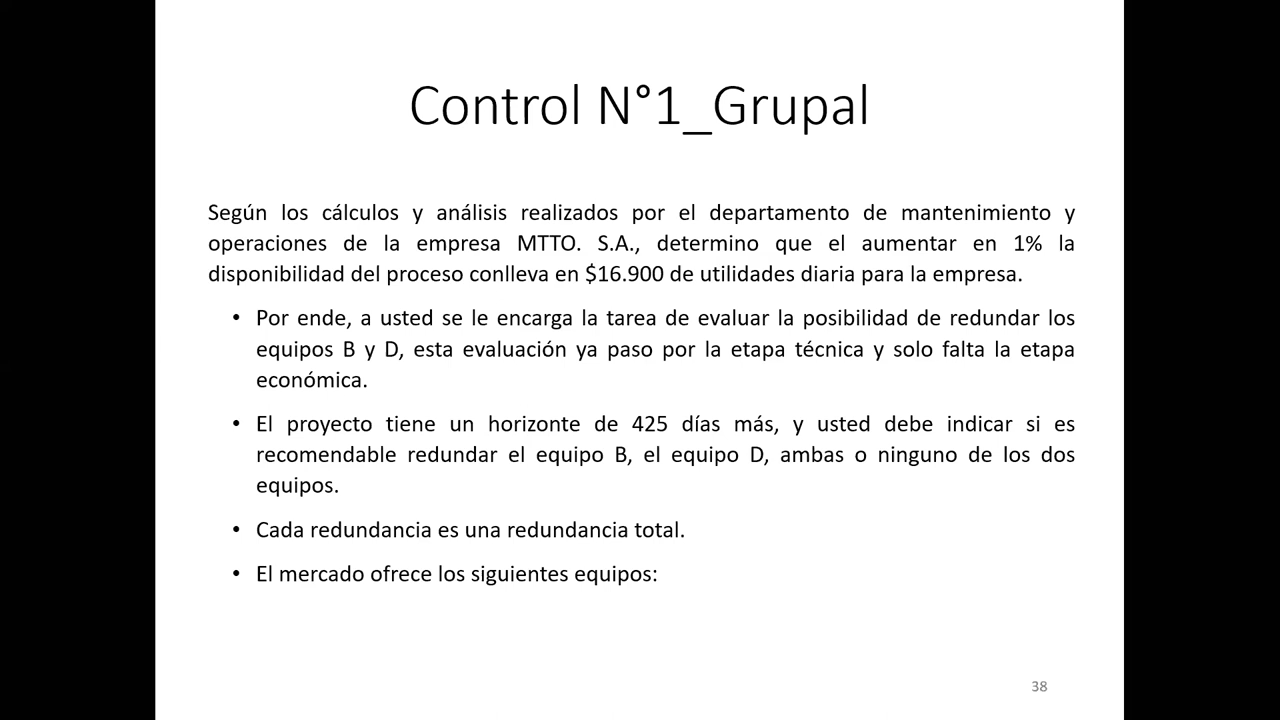 Control N°1_Grupal
Según los cálculos y análisis realizados por el departamento de mantenimiento y
operaciones de la empresa MTTO. S.A., determino que el aumentar en 1% la
disponibilidad del proceso conlleva en $16.900 de utilidades diaria para la empresa.
• Por ende, a usted se le encarga la tarea de evaluar la posibilidad de redundar los
equipos B y D, esta evaluación ya paso por la etapa técnica y solo falta la etapa
económica.
• El proyecto tiene un horizonte de 425 días más, y usted debe indicar si es
recomendable redundar el equipo B, el equipo D, ambas o ninguno de los dos
equipos.
• Cada redundancia es una redundancia total.
• El mercado ofrece los siguientes equipos:
38